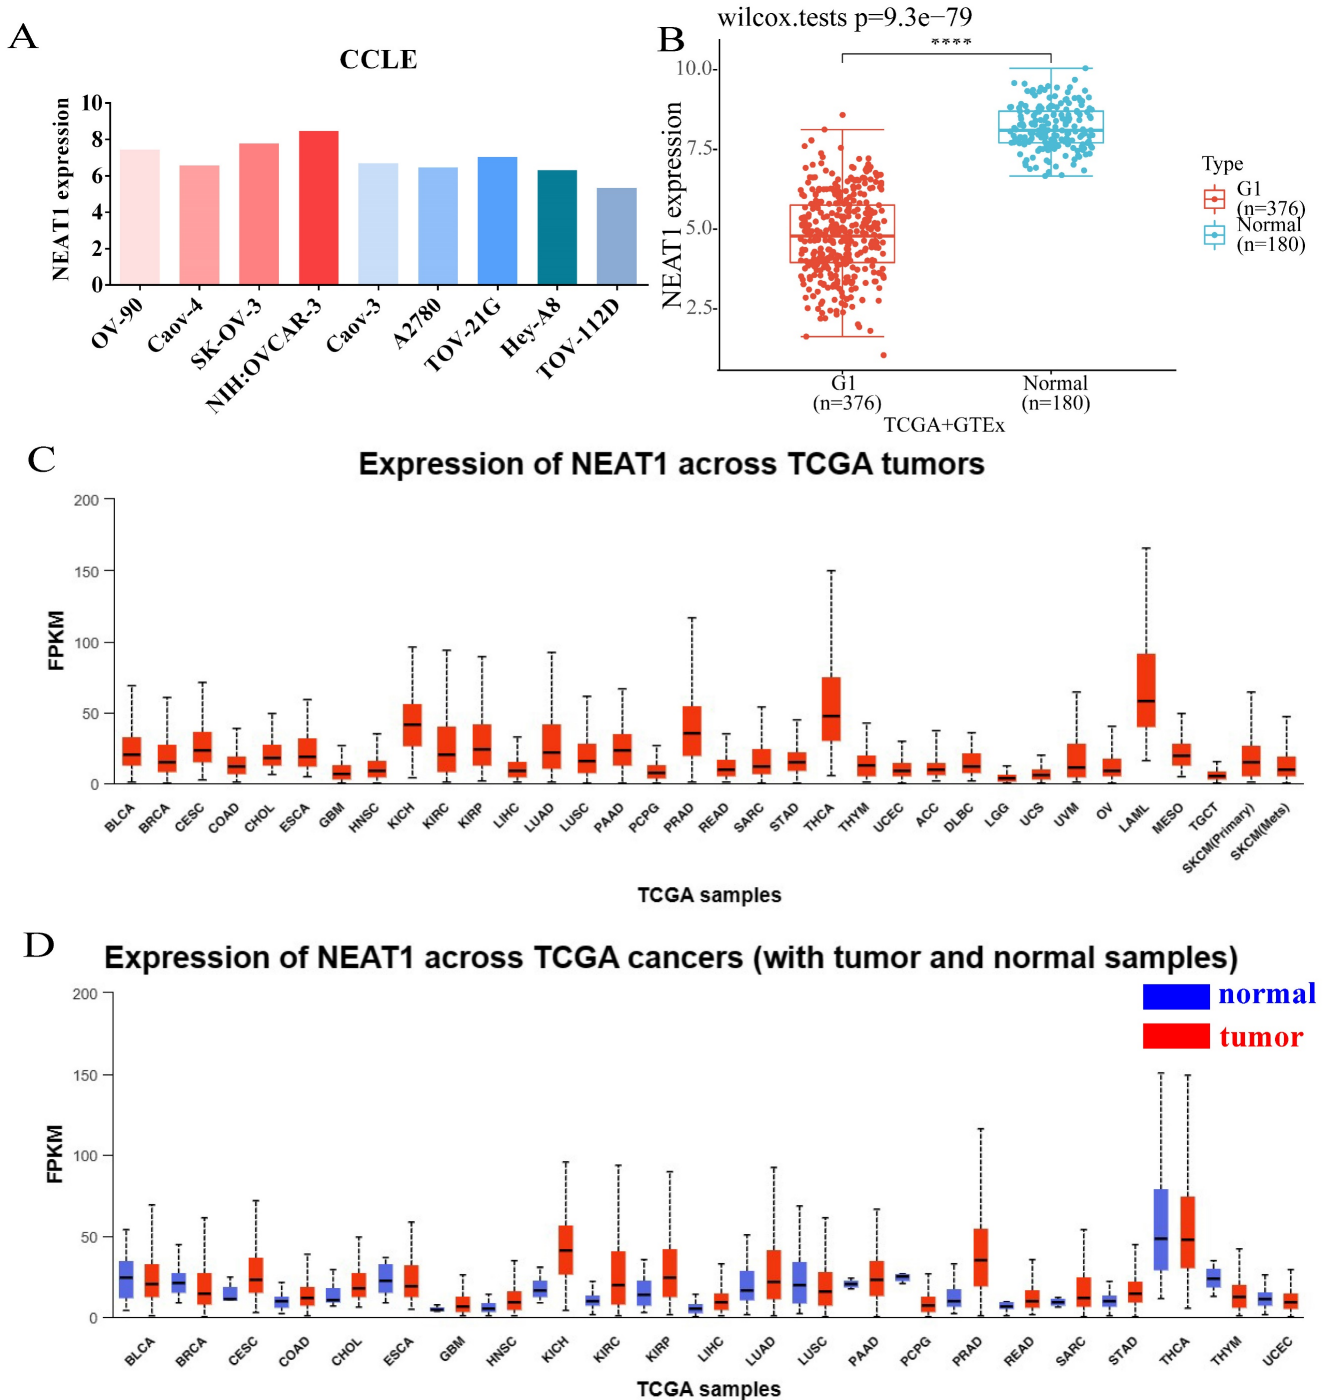 A
CCLE
NEAT1 expression
10
8
6
4
2
0
OV-90
Caov-4
SK-OV-3
NIH:OVCAR-3
Caov-3
A2780
TOV-21G
Hey-A8
TOV-112D
B
wilcox.tests p=9.3e−79
****
NEAT1 expression
10.0
7.5
5.0
2.5
G1
(n=376)
Normal
(n=180)
TCGA+GTEx
Type
G1
(n=376)
Normal
(n=180)
C
Expression of NEAT1 across TCGA tumors
FPKM
200
150
100
50
0
BLCA
BRCA
CESC
COAD
CHOL
ESCA
GBM
HNSC
KICH
KIRC
KIRP
LIHC
LUAD
LUSC
PAAD
PCPG
PRAD
READ
SARC
STAD
THCA
THYM
UCEC
ACC
DLBC
LGG
UCS
UVM
OV
LAML
MESO
TGCT
SKCM(Primary)
SKCM(Mets)
TCGA samples
D
Expression of NEAT1 across TCGA cancers (with tumor and normal samples)
normal
tumor
FPKM
200
150
100
50
0
BLCA
BRCA
CESC
COAD
CHOL
ESCA
GBM
HNSC
KICH
KIRC
KIRP
LIHC
LUAD
LUSC
PAAD
PCPG
PRAD
READ
SARC
STAD
THCA
THYM
UCEC
TCGA samples